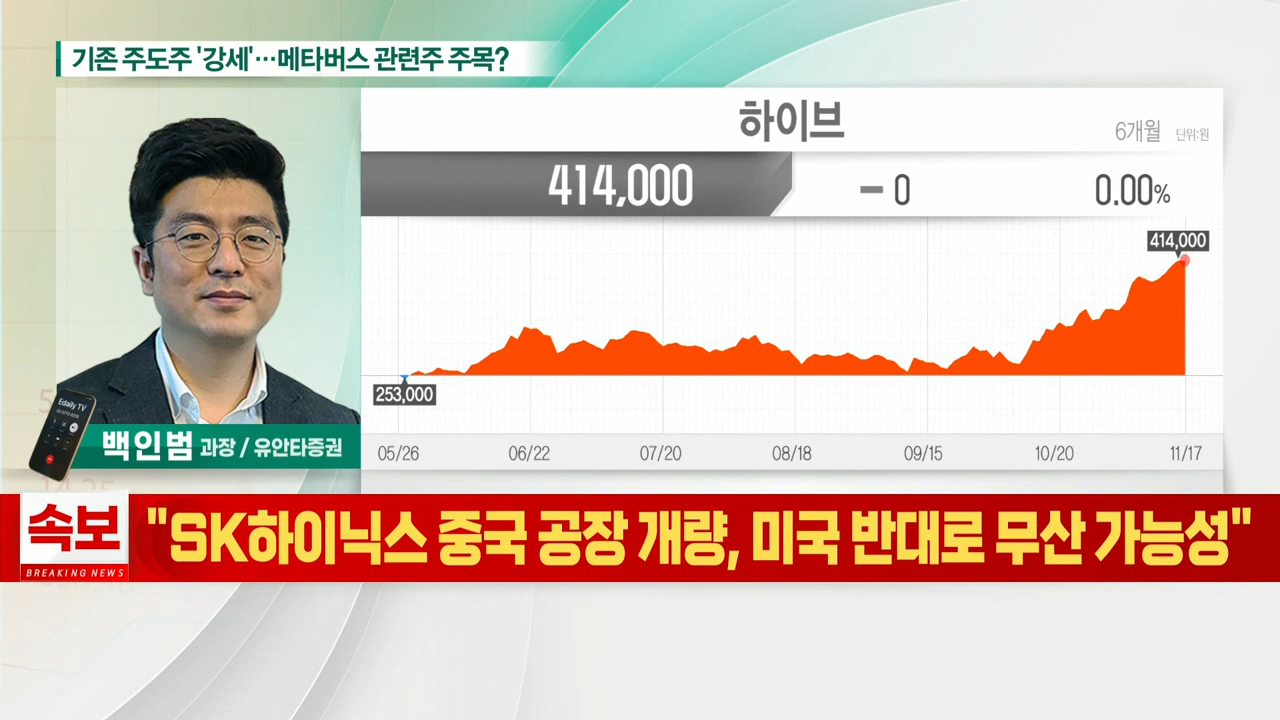 기존 주도주 '강세'…메타버스 관련주 주목?
하이브
6개월 단위:원
414,000 0 0.00%
414,000
253,000
05/26 06/22 07/20 08/18 09/15 10/20 11/17
Edaily TV
백인범 과장 / 유안타증권
속보
BREAKING NEWS
"SK하이닉스 중국 공장 개량, 미국 반대로 무산 가능성"